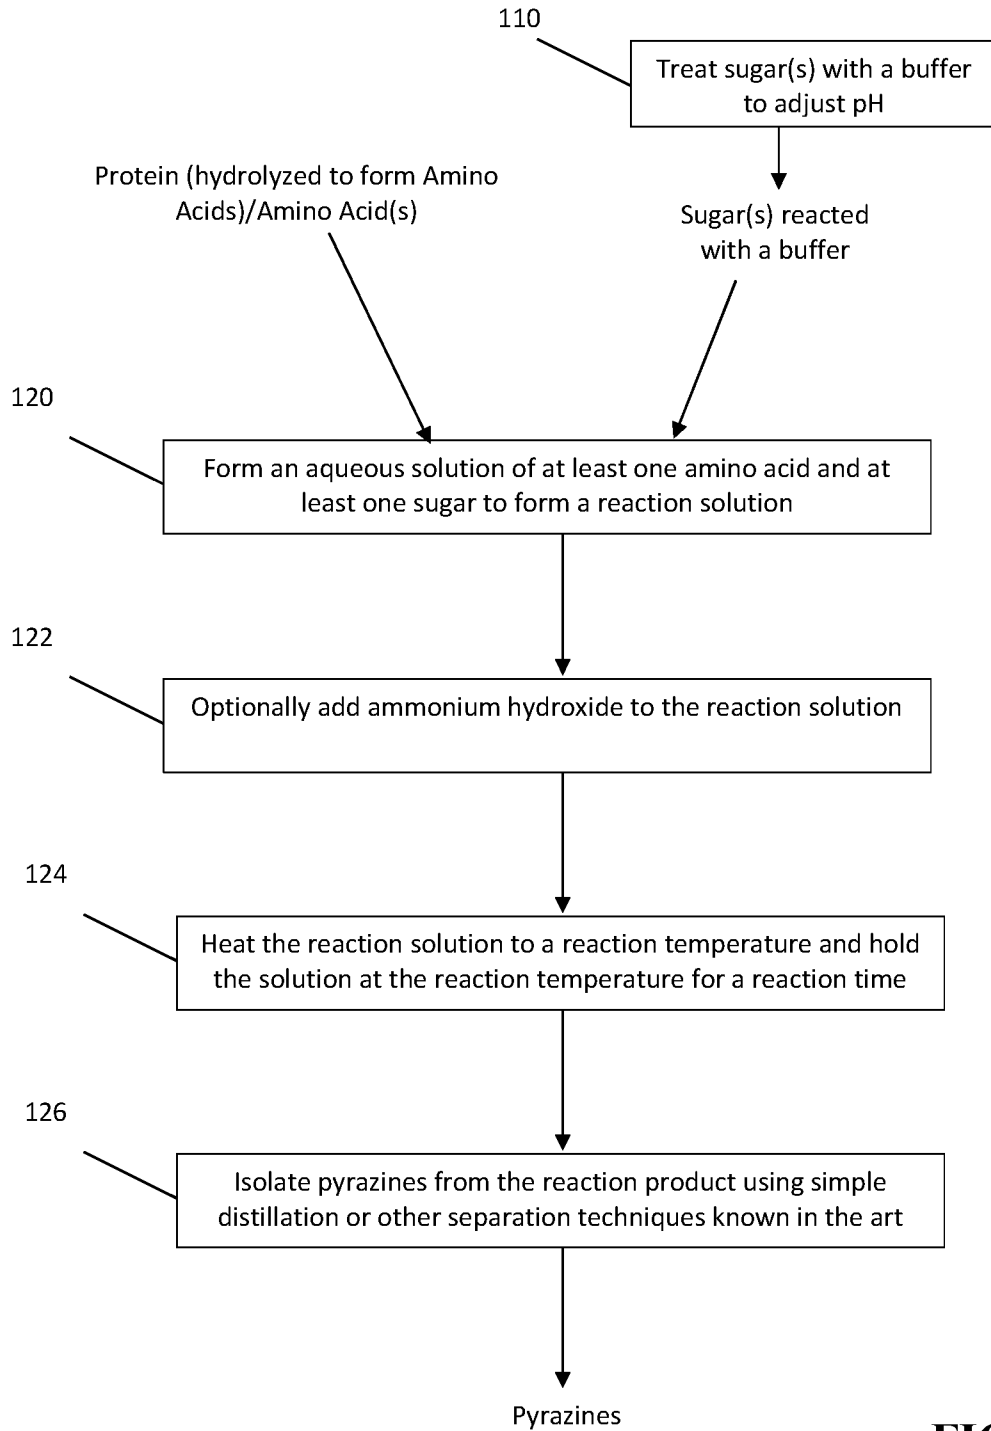 110
Treat sugar(s) with a buffer
to adjust pH
Protein (hydrolyzed to form Amino
Acids)/Amino Acid(s)
Sugar(s) reacted
with a buffer
120
Form an aqueous solution of at least one amino acid and at
least one sugar to form a reaction solution
122
Optionally add ammonium hydroxide to the reaction solution
124
Heat the reaction solution to a reaction temperature and hold
the solution at the reaction temperature for a reaction time
126
Isolate pyrazines from the reaction product using simple
distillation or other separation techniques known in the art
Pyrazines